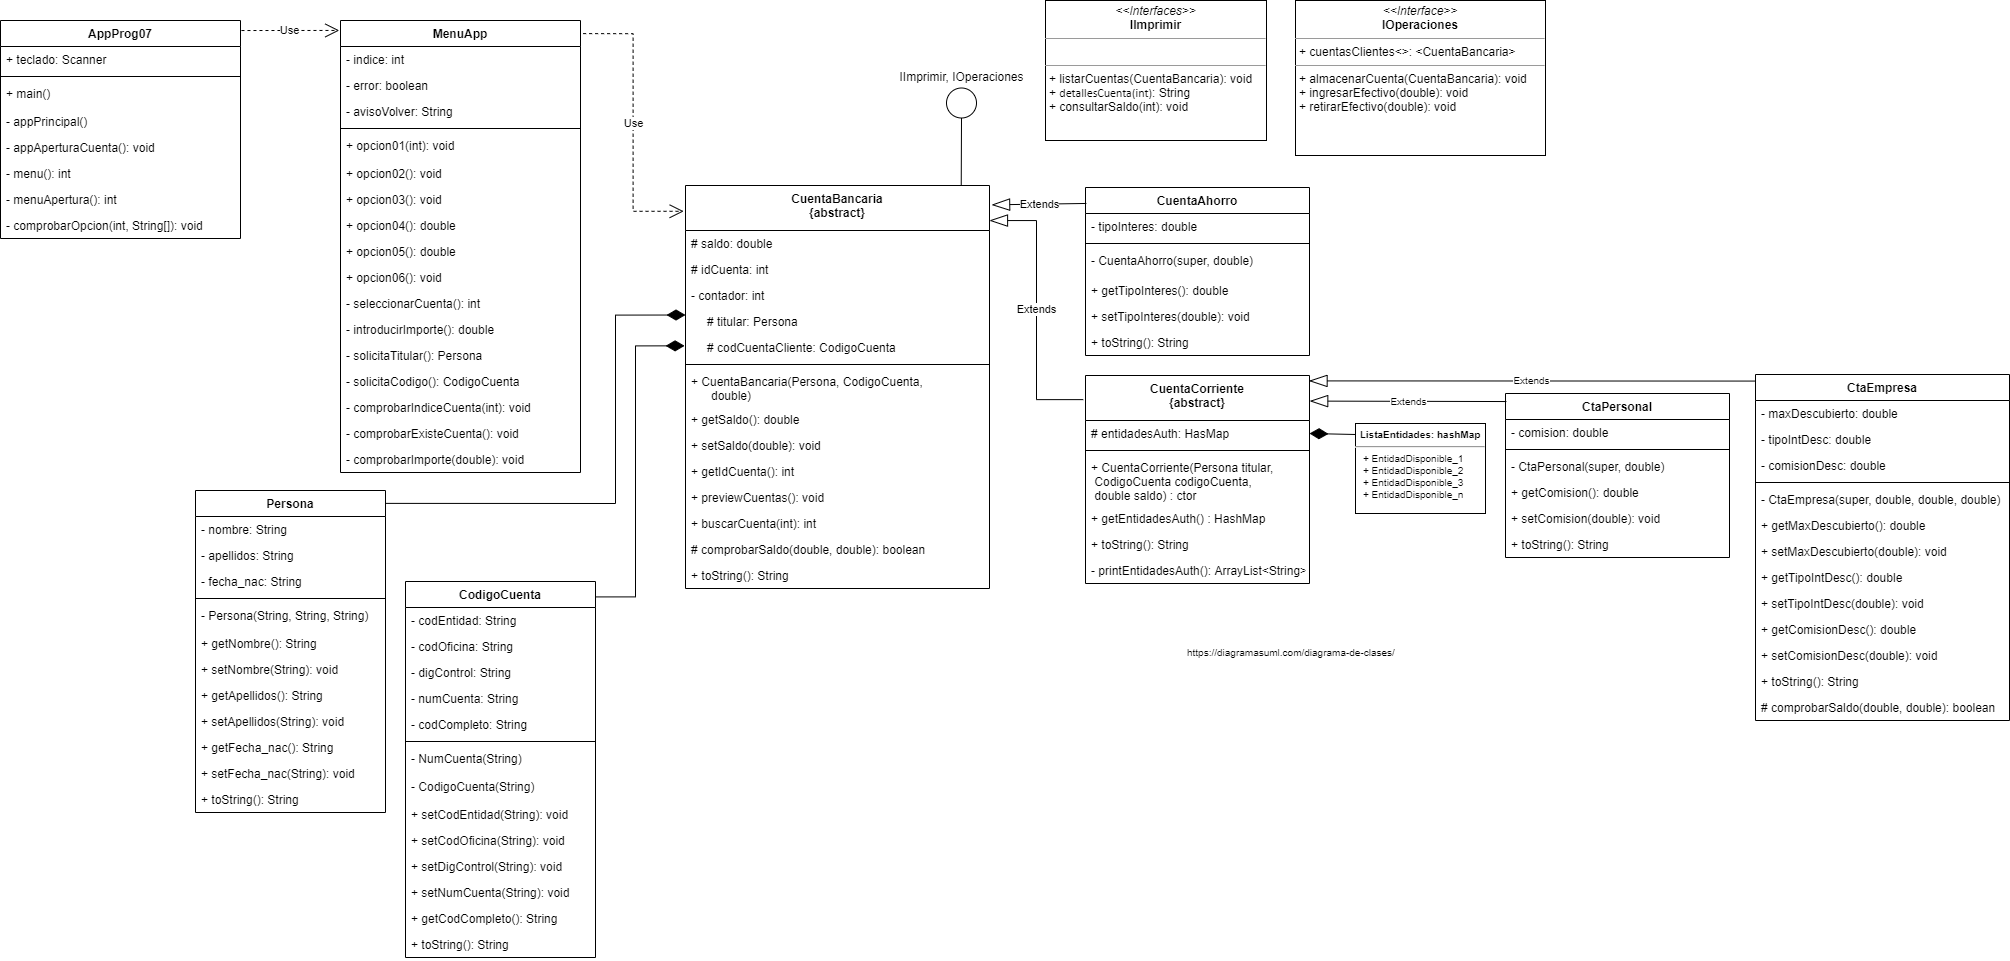 AppProg07
+ teclado: Scanner
+ main()
- appPrincipal()
- appAperturaCuenta(): void
- menu(): int
- menuApertura(): int
- comprobarOpcion(int, String[]): void
Use
MenuApp
- indice: int
- error: boolean
- avisoVolver: String
+ opcion01(int): void
+ opcion02(): void
+ opcion03(): void
+ opcion04(): double
+ opcion05(): double
+ opcion06(): void
- seleccionarCuenta(): int
- introducirImporte(): double
- solicitaTitular(): Persona
- solicitaCodigo(): CodigoCuenta
- comprobarIndiceCuenta(int): void
- comprobarExisteCuenta(): void
- comprobarImporte(double): void
Use
IImprimir, IOperaciones
<<Interfaces>>
IImprimir
+ listarCuentas(CuentaBancaria): void
+ detallesCuenta(int): String
+ consultarSaldo(int): void
<<Interface>>
IOperaciones
+ cuentasClientes<>: <CuentaBancaria>
+ almacenarCuenta(CuentaBancaria): void
+ ingresarEfectivo(double): void
+ retirarEfectivo(double): void
CuentaBancaria
{abstract}
# saldo: double
# idCuenta: int
- contador: int
# titular: Persona
# codCuentaCliente: CodigoCuenta
+ CuentaBancaria(Persona, CodigoCuenta,
double)
+ getSaldo(): double
+ setSaldo(double): void
+ getIdCuenta(): int
+ previewCuentas(): void
+ buscarCuenta(int): int
# comprobarSaldo(double, double): boolean
+ toString(): String
Extends
Extends
CuentaAhorro
- tipoInteres: double
- CuentaAhorro(super, double)
+ getTipoInteres(): double
+ setTipoInteres(double): void
+ toString(): String
CuentaCorriente
{abstract}
# entidadesAuth: HasMap
+ CuentaCorriente(Persona titular,
CodigoCuenta codigoCuenta,
double saldo) : ctor
+ getEntidadesAuth() : HashMap
+ toString(): String
- printEntidadesAuth(): ArrayList<String>
ListaEntidades: hashMap
+ EntidadDisponible_1
+ EntidadDisponible_2
+ EntidadDisponible_3
+ EntidadDisponible_n
Extends
Extends
CtaPersonal
- comision: double
- CtaPersonal(super, double)
+ getComision(): double
+ setComision(double): void
+ toString(): String
CtaEmpresa
- maxDescubierto: double
- tipoIntDesc: double
- comisionDesc: double
- CtaEmpresa(super, double, double, double)
+ getMaxDescubierto(): double
+ setMaxDescubierto(double): void
+ getTipoIntDesc(): double
+ setTipoIntDesc(double): void
+ getComisionDesc(): double
+ setComisionDesc(double): void
+ toString(): String
# comprobarSaldo(double, double): boolean
Persona
- nombre: String
- apellidos: String
- fecha_nac: String
- Persona(String, String, String)
+ getNombre(): String
+ setNombre(String): void
+ getApellidos(): String
+ setApellidos(String): void
+ getFecha_nac(): String
+ setFecha_nac(String): void
+ toString(): String
CodigoCuenta
- codEntidad: String
- codOficina: String
- digControl: String
- numCuenta: String
- codCompleto: String
- NumCuenta(String)
- CodigoCuenta(String)
+ setCodEntidad(String): void
+ setCodOficina(String): void
+ setDigControl(String): void
+ setNumCuenta(String): void
+ getCodCompleto(): String
+ toString(): String
https://diagramasuml.com/diagrama-de-clases/